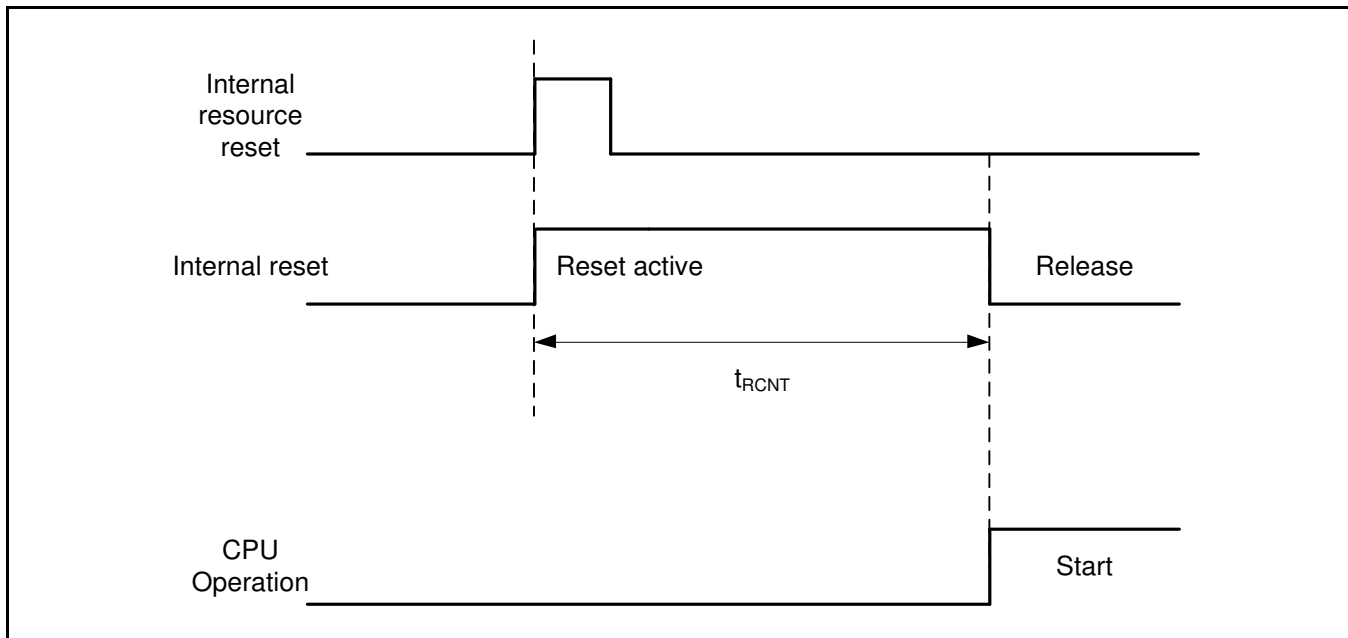 Internal
resource
reset
Internal reset
Reset active
Release
tRCNT
CPU
Operation
Start